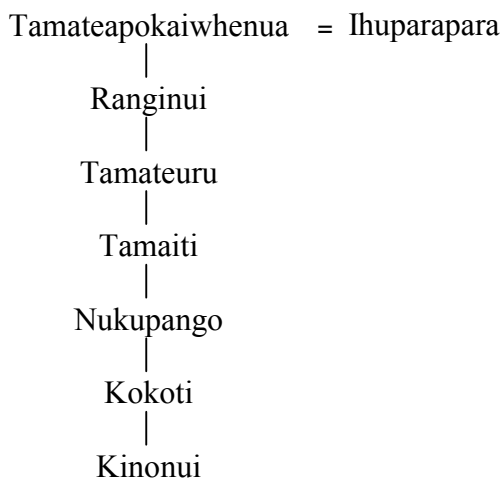 Tamateapokaiwhenua = Ihuparapara
Ranginui
Tamateuru
Tamaiti
Nukupango
Kokoti
Kinonui